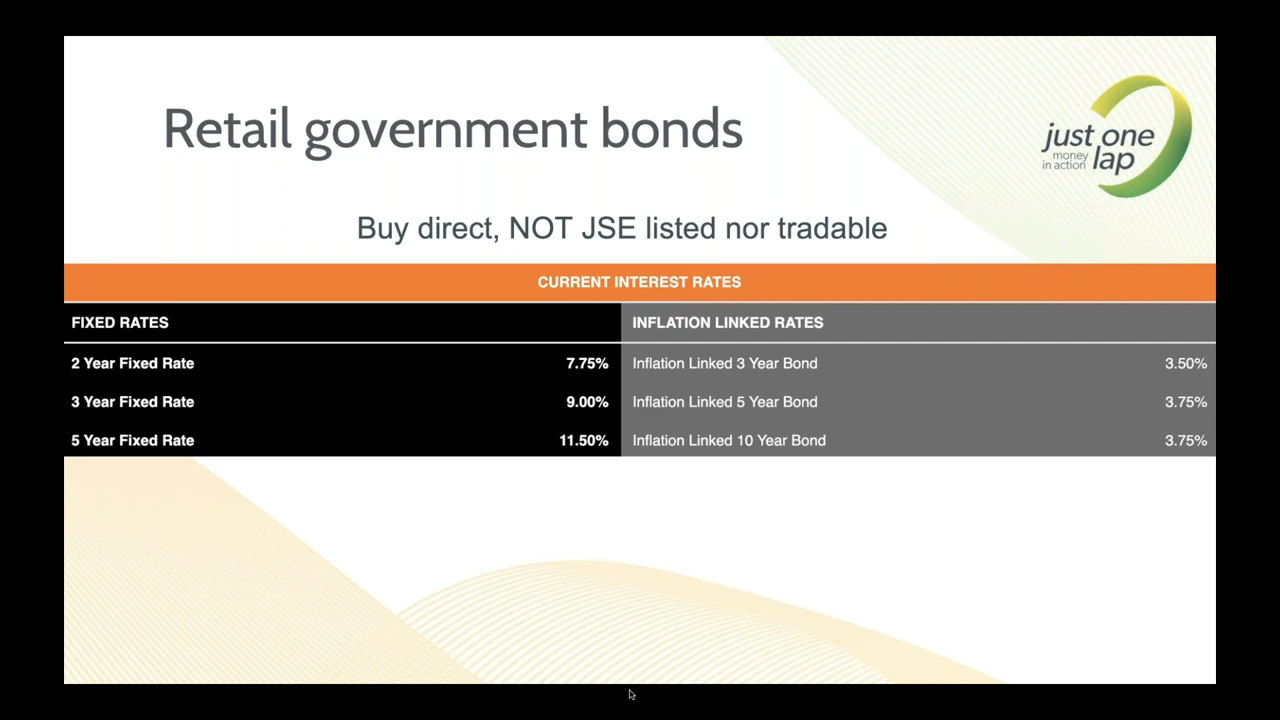 Retail government bonds
just one
money
in action lap
Buy direct, NOT JSE listed nor tradable
CURRENT INTEREST RATES
FIXED RATES INFLATION LINKED RATES
2 Year Fixed Rate 7.75% Inflation Linked 3 Year Bond 3.50%
3 Year Fixed Rate 9.00% Inflation Linked 5 Year Bond 3.75%
5 Year Fixed Rate 11.50% Inflation Linked 10 Year Bond 3.75%